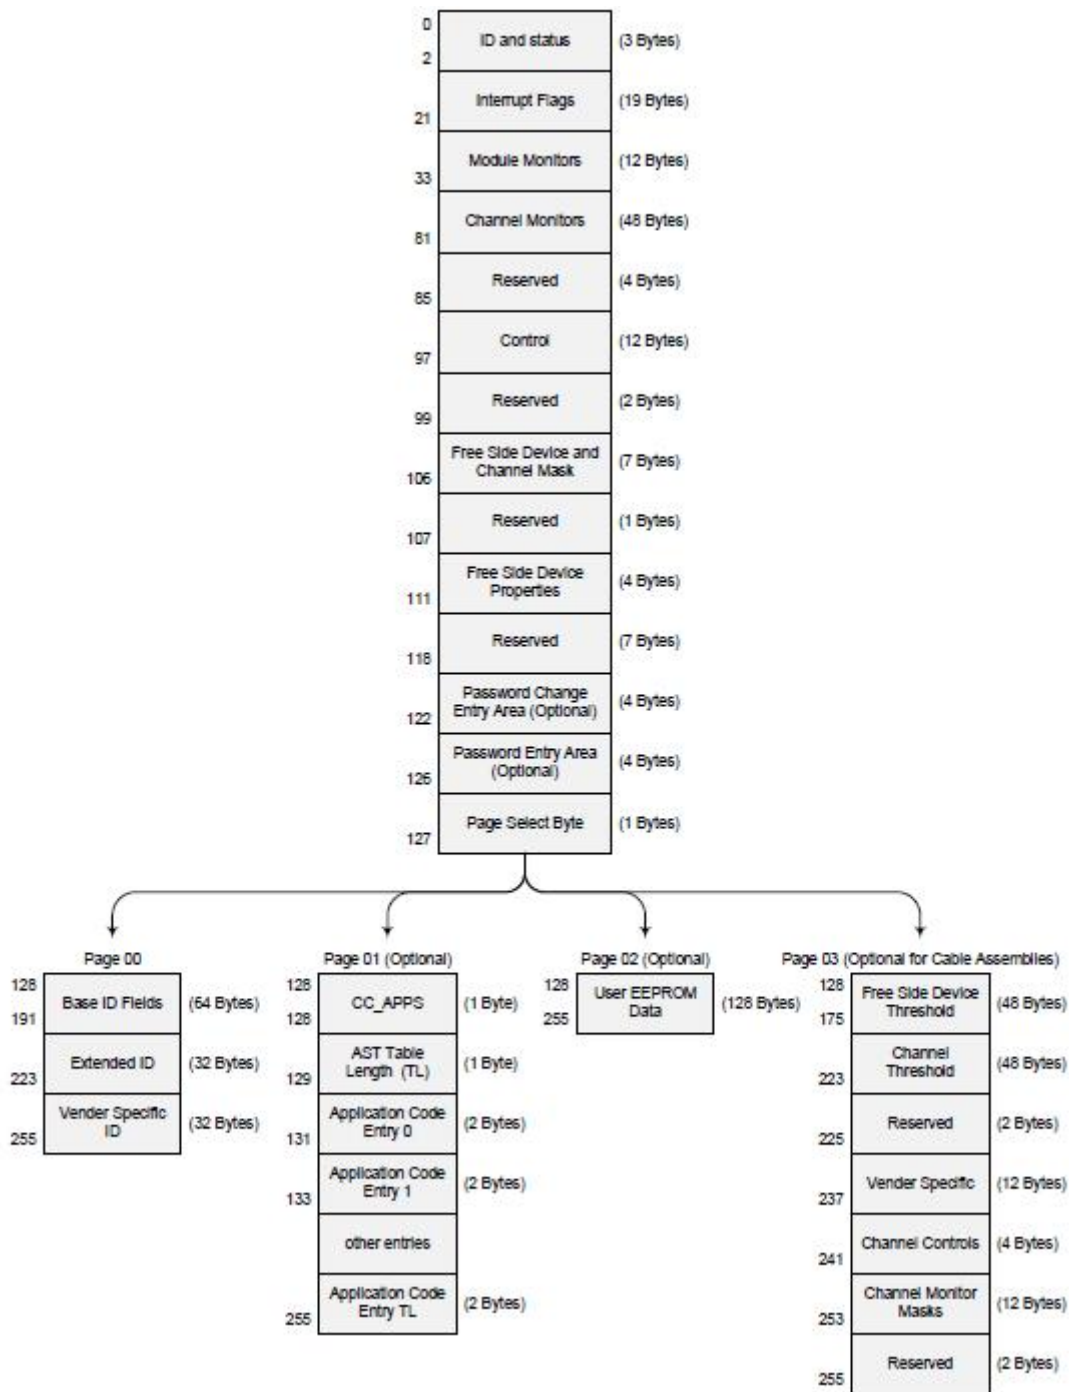 0
ID and status (3 Bytes)
2
Interrupt Flags (19 Bytes)
21
Module Monitors (12 Bytes)
33
Channel Monitors (48 Bytes)
81
Reserved (4 Bytes)
85
Control (12 Bytes)
97
Reserved (2 Bytes)
99
Free Side Device and
Channel Mask
(7 Bytes)
106
Reserved (1 Bytes)
107
Free Side Device
Properties
(4 Bytes)
111
Reserved (7 Bytes)
118
Password Change
Entry Area (Optional)
(4 Bytes)
122
Password Entry Area
(Optional)
(4 Bytes)
126
Page Select Byte (1 Bytes)
127
Page 00
128
Base ID Fields (64 Bytes)
191
Extended ID (32 Bytes)
223
Vender Specific
ID
(32 Bytes)
255
Page 01 (Optional)
128
CC_APPS (1 Byte)
128
AST Table
Length (TL)
(1 Byte)
129
Application Code
Entry 0
(2 Bytes)
131
Application Code
Entry 1
(2 Bytes)
133
other entries
Application Code
Entry TL
(2 Bytes)
255
Page 02 (Optional)
128
User EEPROM
Data
(128 Bytes)
255
Page 03 (Optional for Cable Assemblies)
128
Free Side Device
Threshold
(48 Bytes)
175
Channel
Threshold
(48 Bytes)
223
Reserved (2 Bytes)
225
Vender Specific (12 Bytes)
237
Channel Controls (4 Bytes)
241
Channel Monitor
Masks
(12 Bytes)
253
Reserved (2 Bytes)
255